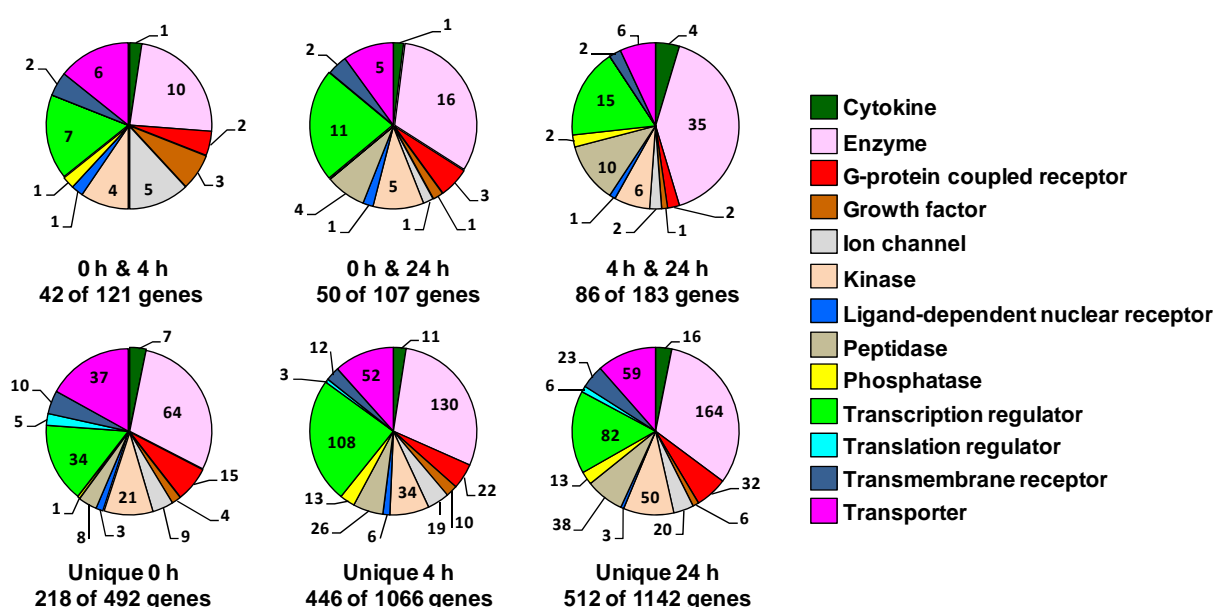 1
10
2
3
5
4
1
1
7
2
6
0 h & 4 h
42 of 121 genes
1
16
3
1
1
5
1
4
11
2
5
0 h & 24 h
50 of 107 genes
4
35
2
1
2
6
1
10
2
15
2
6
4 h & 24 h
86 of 183 genes
7
64
15
4
9
21
3
8
1
34
5
10
37
Unique 0 h
218 of 492 genes
11
130
22
10
19
34
6
26
13
108
3
12
52
Unique 4 h
446 of 1066 genes
16
164
32
6
20
50
3
38
13
82
6
23
59
Unique 24 h
512 of 1142 genes
Cytokine
Enzyme
G-protein coupled receptor
Growth factor
Ion channel
Kinase
Ligand-dependent nuclear receptor
Peptidase
Phosphatase
Transcription regulator
Translation regulator
Transmembrane receptor
Transporter